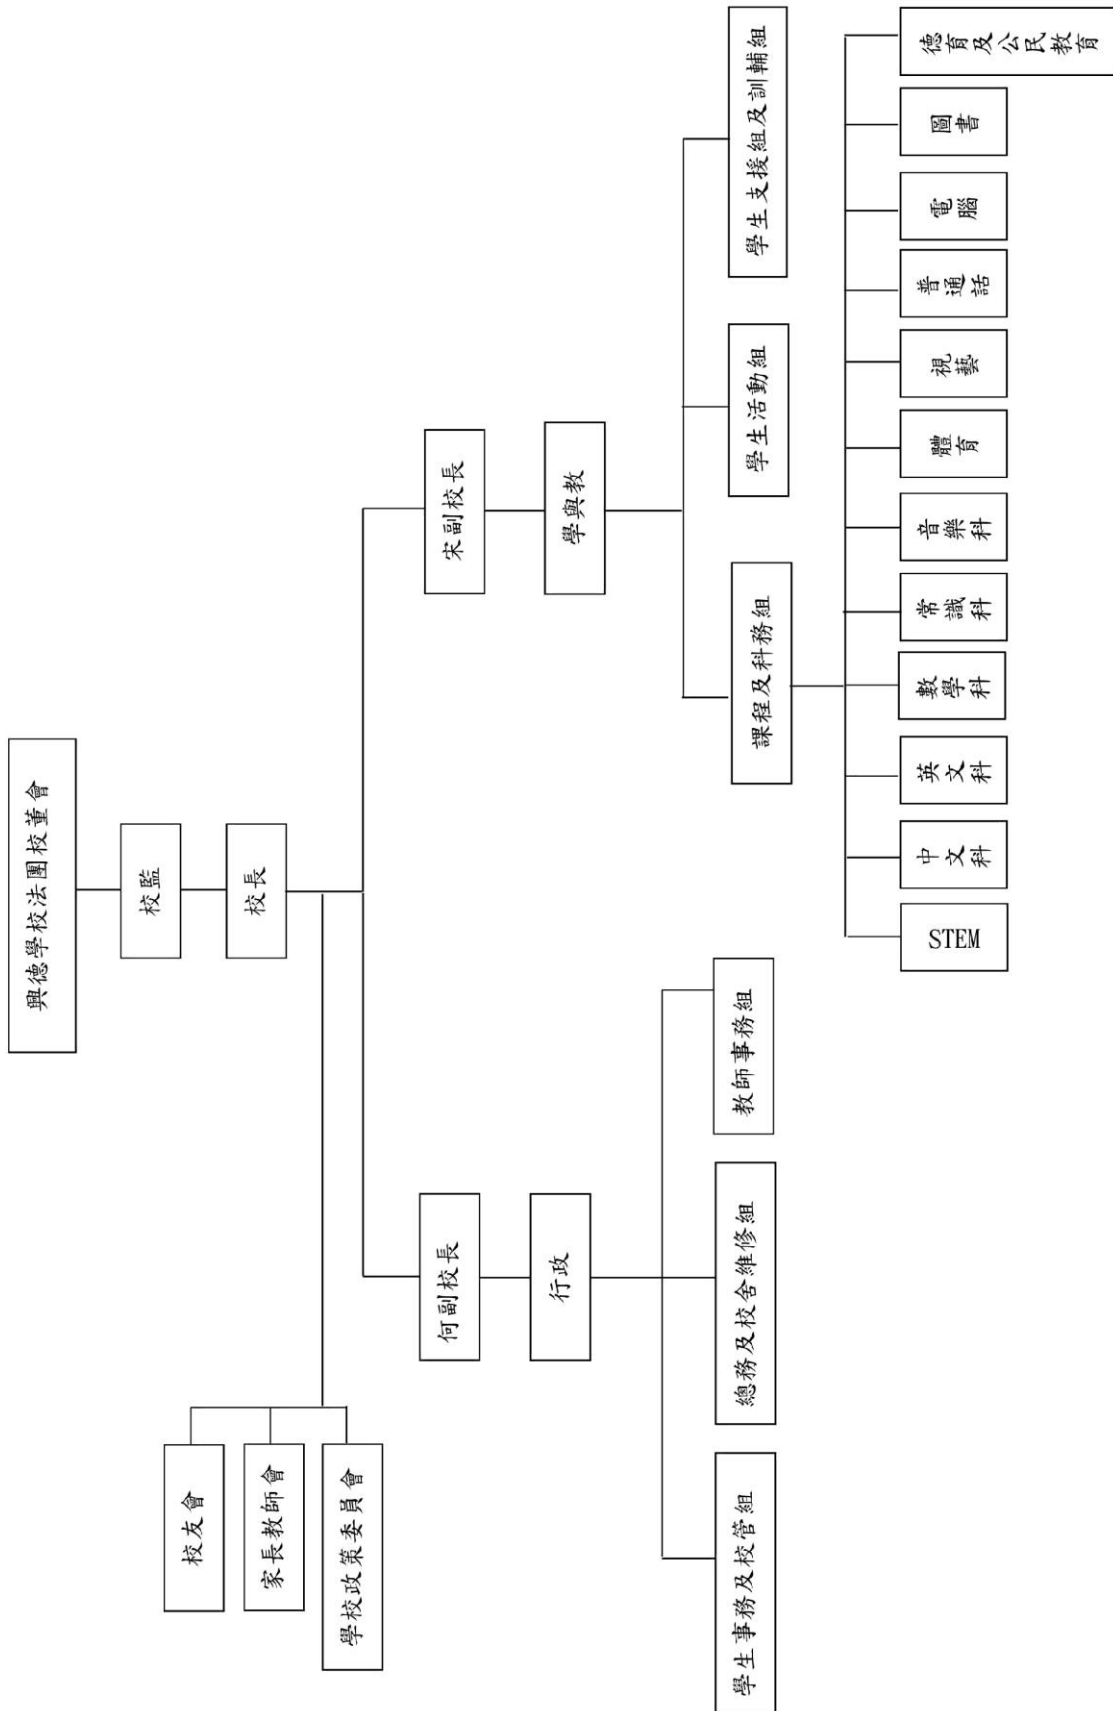 興德學校法團校董會
校監
校長
校友會
家長教師會
學校政策委員會
何副校長
宋副校長
行政
學與教
學生事務及校管組
總務及校舍維修組
教師事務組
課程及科務組
學生活動組
學生支援組及訓輔組
STEM
中文科
英文科
數學科
常識科
音樂科
體育
視藝
普通話
電腦
圖書
德育及公民教育